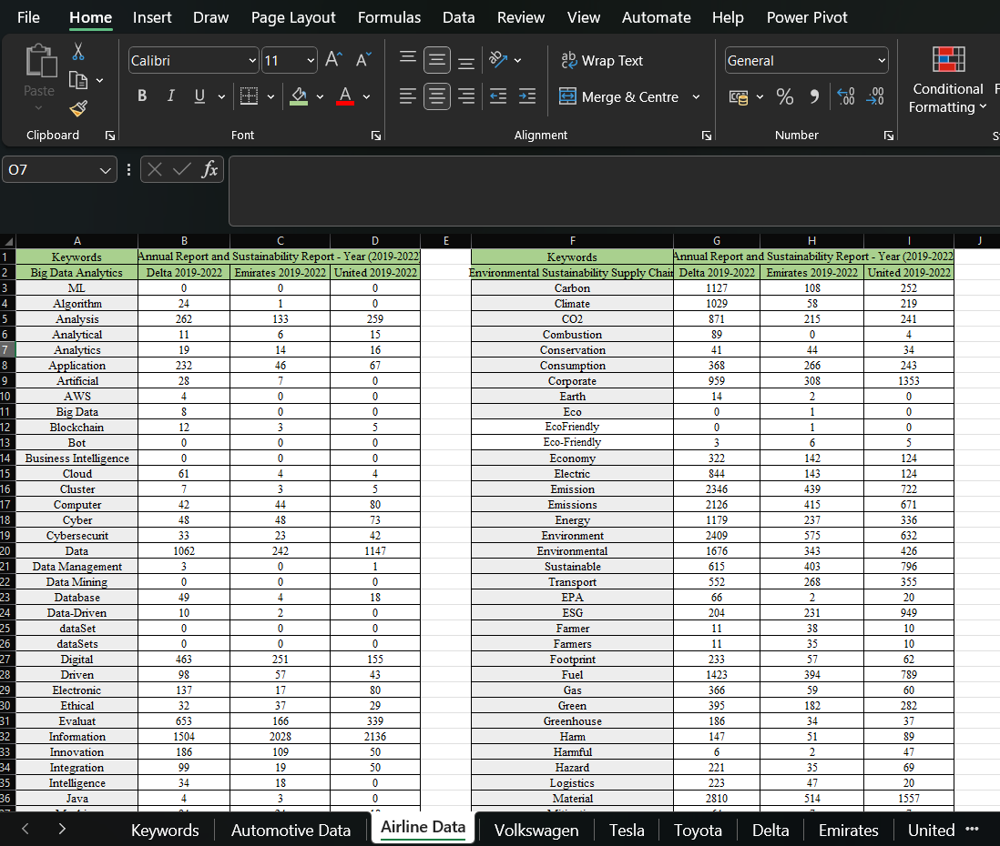 File Home Insert Draw Page Layout Formulas Data Review View Automate Help Power Pivot
Paste
Clipboard
Calibri 11
B I U A
Font
ab Wrap Text
Merge & Centre
Alignment
General
% 9
Number
Conditional
Formatting
O7 fx
A B C D E F G H I J
1 Keywords Annual Report and Sustainability Report - Year (2019-2022 Keywords Annual Report and Sustainability Report - Year (2019-2022
2 Big Data Analytics Delta 2019-2022 Emirates 2019-2022 United 2019-2022 Environmental Sustainability Supply Chain Delta 2019-2022 Emirates 2019-2022 United 2019-2022
3 ML 0 0 0 Carbon 1127 108 252
4 Algorithm 24 1 0 Climate 1029 58 219
5 Analysis 262 133 259 CO2 871 215 241
6 Analytical 11 6 15 Combustion 89 0 4
7 Analytics 19 14 16 Conservation 41 44 34
8 Application 232 46 67 Consumption 368 266 243
9 Artificial 28 7 0 Corporate 959 308 1353
10 AWS 4 0 0 Earth 14 2 0
11 Big Data 8 0 0 Eco 0 1 0
12 Blockchain 12 3 5 EcoFriendly 0 1 0
13 Bot 0 0 0 Eco-Friendly 3 6 5
14 Business Intelligence 0 0 0 Economy 322 142 124
15 Cloud 61 4 4 Electric 844 143 124
16 Cluster 7 3 5 Emission 2346 439 722
17 Computer 42 44 80 Emissions 2126 415 671
18 Cyber 48 48 73 Energy 1179 237 336
19 Cybersecurit 33 23 42 Environment 2409 575 632
20 Data 1062 242 1147 Environmental 1676 343 426
21 Data Management 3 0 1 Sustainable 615 403 796
22 Data Mining 0 0 0 Transport 552 268 355
23 Database 49 4 18 EPA 66 2 20
24 Data-Driven 10 2 0 ESG 204 231 949
25 dataSet 0 0 0 Farmer 11 38 10
26 dataSets 0 0 0 Farmers 11 35 10
27 Digital 463 251 155 Footprint 233 57 62
28 Driven 98 57 43 Fuel 1423 394 789
29 Electronic 137 17 80 Gas 366 59 60
30 Ethical 32 37 29 Green 395 182 282
31 Evaluat 653 166 339 Greenhouse 186 34 37
32 Information 1504 2028 2136 Harm 147 51 89
33 Innovation 186 109 50 Harmful 6 2 47
34 Integration 99 19 50 Hazard 221 35 69
35 Intelligence 34 18 0 Logistics 223 47 20
36 Java 4 3 0 Material 2810 514 1557
Keywords Automotive Data Airline Data Volkswagen Tesla Toyota Delta Emirates United